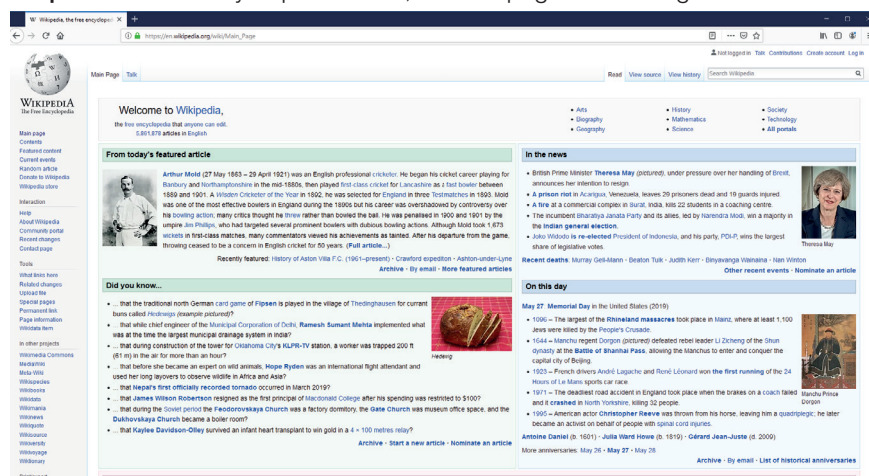 Wikipedia, the free encycloped
https://en.wikipedia.org/wiki/Main_Page
Not logged in Talk Contributions Create account Log in
Main Page Talk
Read View source View history Search Wikipedia
WIKIPEDIA
The Free Encyclopedia
Main page
Contents
Featured content
Current events
Random article
Donate to Wikipedia
Wikipedia store
Interaction
Help
About Wikipedia
Community portal
Recent changes
Contact page
Tools
What links here
Related changes
Upload file
Special pages
Permanent link
Page information
Wikidata item
In other projects
Wikimedia Commons
MediaWiki
Meta-Wiki
Wikispecies
Wikibooks
Wikidata
Wikimania
Wikinews
Wikiquote
Wikisource
Wikiversity
Wikivoyage
Wiktionary
Welcome to Wikipedia,
the free encyclopedia that anyone can edit.
5,861,878 articles in English
• Arts
• Biography
• Geography
• History
• Mathematics
• Science
• Society
• Technology
• All portals
From today's featured article
Arthur Mold (27 May 1863 – 29 April 1921) was an English professional cricketer. He began his cricket career playing for
Banbury and Northamptonshire in the mid-1880s, then played first-class cricket for Lancashire as a fast bowler between
1889 and 1901. A Wisden Cricketer of the Year in 1892, he was selected for England in three Test matches in 1893. Mold
was one of the most effective bowlers in England during the 1890s but his career was overshadowed by controversy over
his bowling action; many critics thought he threw rather than bowled the ball. He was penalised in 1900 and 1901 by the
umpire Jim Phillips, who had targeted several prominent bowlers with dubious bowling actions. Although Mold took 1,673
wickets in first-class matches, many commentators viewed his achievements as tainted. After his departure from the game,
throwing ceased to be a concern in English cricket for 50 years. (Full article...)
Recently featured: History of Aston Villa F.C. (1961–present) · Crawford expedition · Ashton-under-Lyne
Archive · By email · More featured articles
Did you know...
• ... that the traditional north German card game of Fipsen is played in the village of Thedinghausen for currant
buns called Hedewigs (example pictured)?
• ... that while chief engineer of the Municipal Corporation of Delhi, Ramesh Sumant Mehta implemented what
was at the time the largest municipal drainage system in India?
• ... that during construction of the tower for Oklahoma City's KLPR-TV station, a worker was trapped 200 ft
(61 m) in the air for more than an hour?
• ... that before she became an expert on wild animals, Hope Ryden was an international flight attendant and
used her long layovers to observe wildlife in Africa and Asia?
• ... that Nepal's first officially recorded tornado occurred in March 2019?
• ... that James Wilson Robertson resigned as the first principal of Macdonald College after his spending was restricted to $100?
• ... that during the Soviet period the Feodorovskaya Church was a factory dormitory, the Gate Church was museum office space, and the
Dukhovskaya Church became a boiler room?
• ... that Kaylee Davidson-Olley survived an infant heart transplant to win gold in a 4 × 100 metres relay?
Hedewig
Archive · Start a new article · Nominate an article
In the news
• British Prime Minister Theresa May (pictured), under pressure over her handling of Brexit,
announces her intention to resign.
• A prison riot in Acarigua, Venezuela, leaves 29 prisoners dead and 19 guards injured.
• A fire at a commercial complex in Surat, India, kills 22 students in a coaching centre.
• The incumbent Bharatiya Janata Party and its allies, led by Narendra Modi, win a majority in
the Indian general election.
• Joko Widodo is re-elected President of Indonesia, and his party, PDI-P, wins the largest
share of legislative votes.
Theresa May
Recent deaths: Murray Gell-Mann · Beaton Tulk · Judith Kerr · Binyavanga Wainaina · Nan Winton
Other recent events · Nominate an article
On this day
May 27 Memorial Day in the United States (2019)
• 1096 – The largest of the Rhineland massacres took place in Mainz, where at least 1,100
Jews were killed by the People's Crusade.
• 1644 – Manchu regent Dorgon (pictured) defeated rebel leader Li Zicheng of the Shun
dynasty at the Battle of Shanhai Pass, allowing the Manchus to enter and conquer the
capital city of Beijing.
• 1923 – French drivers André Lagache and René Léonard won the first running of the 24
Hours of Le Mans sports car race.
• 1971 – The deadliest road accident in England took place when the brakes on a coach failed
and it crashed in North Yorkshire, killing 32 people.
• 1995 – American actor Christopher Reeve was thrown from his horse, leaving him a quadriplegic; he later
became an activist on behalf of people with spinal cord injuries.
Manchu Prince
Dorgon
Antoine Daniel (b. 1601) · Julia Ward Howe (b. 1819) · Gérard Jean-Juste (d. 2009)
More anniversaries: May 26 · May 27 · May 28
Archive · By email · List of historical anniversaries